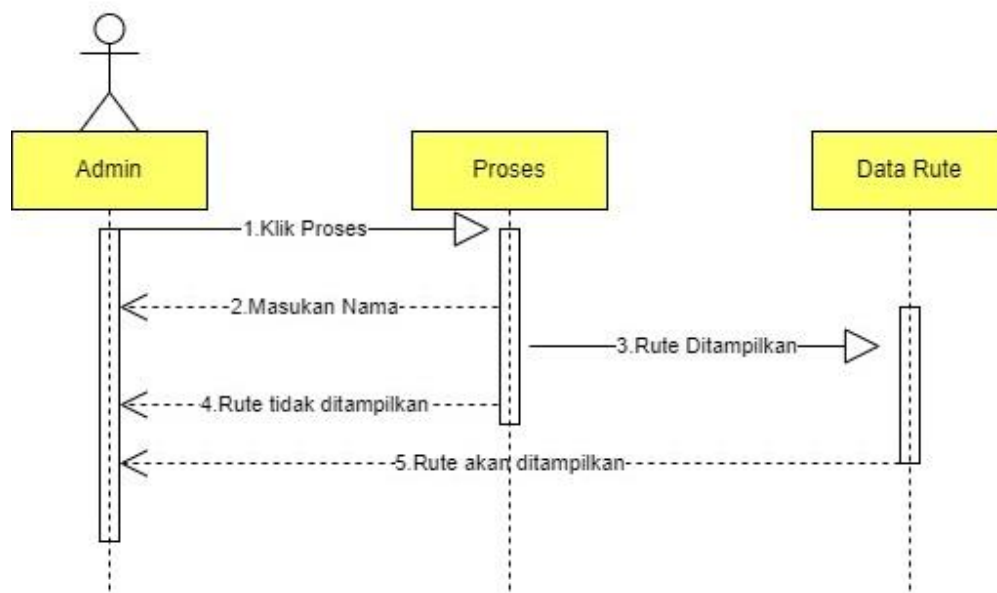 Admin
Proses
Data Rute
1.Klik Proses
2.Masukan Nama
3.Rute Ditampilkan
4.Rute tidak ditampilkan
5.Rute akan ditampilkan